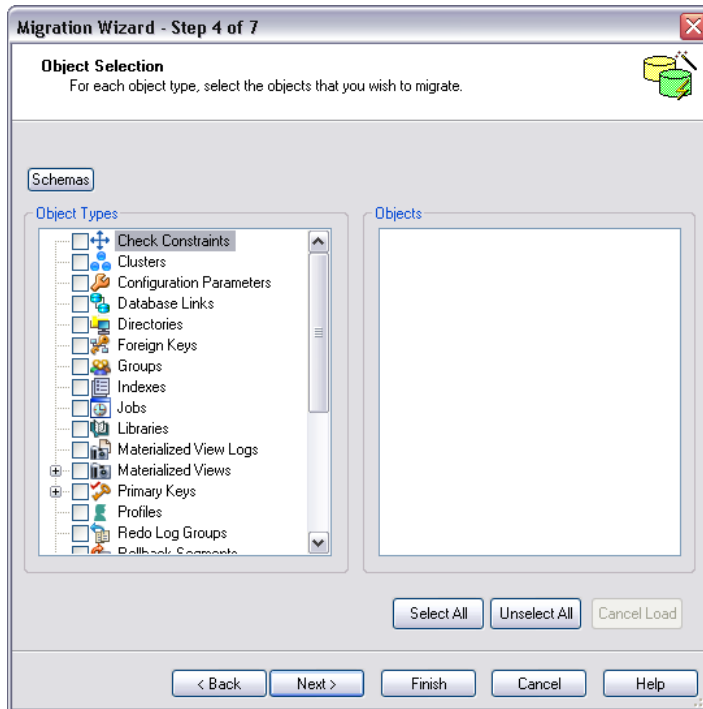 Migration Wizard - Step 4 of 7
Object Selection
For each object type, select the objects that you wish to migrate.
Schemas
Object Types
Objects
Check Constraints
Clusters
Configuration Parameters
Database Links
Directories
Foreign Keys
Groups
Indexes
Jobs
Libraries
Materialized View Logs
Materialized Views
Primary Keys
Profiles
Redo Log Groups
Rollback Segments
Select All
Unselect All
Cancel Load
< Back
Next >
Finish
Cancel
Help